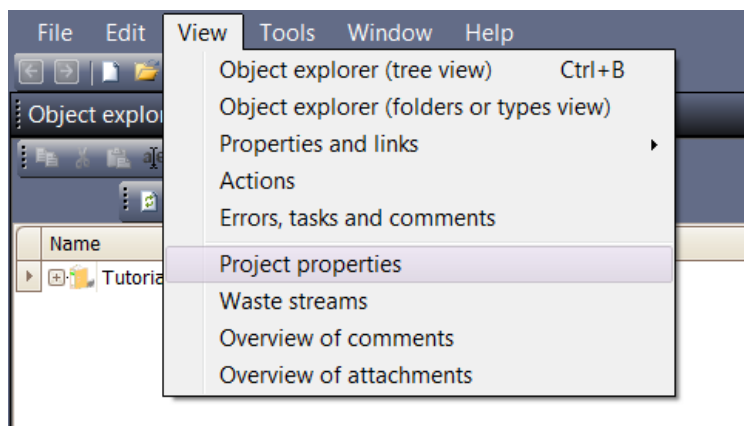 File Edit View Tools Window Help
Object explorer (tree view) Ctrl+B
Object explorer (folders or types view)
Properties and links
Actions
Errors, tasks and comments
Project properties
Waste streams
Overview of comments
Overview of attachments
Object explo
Name
Tutoria